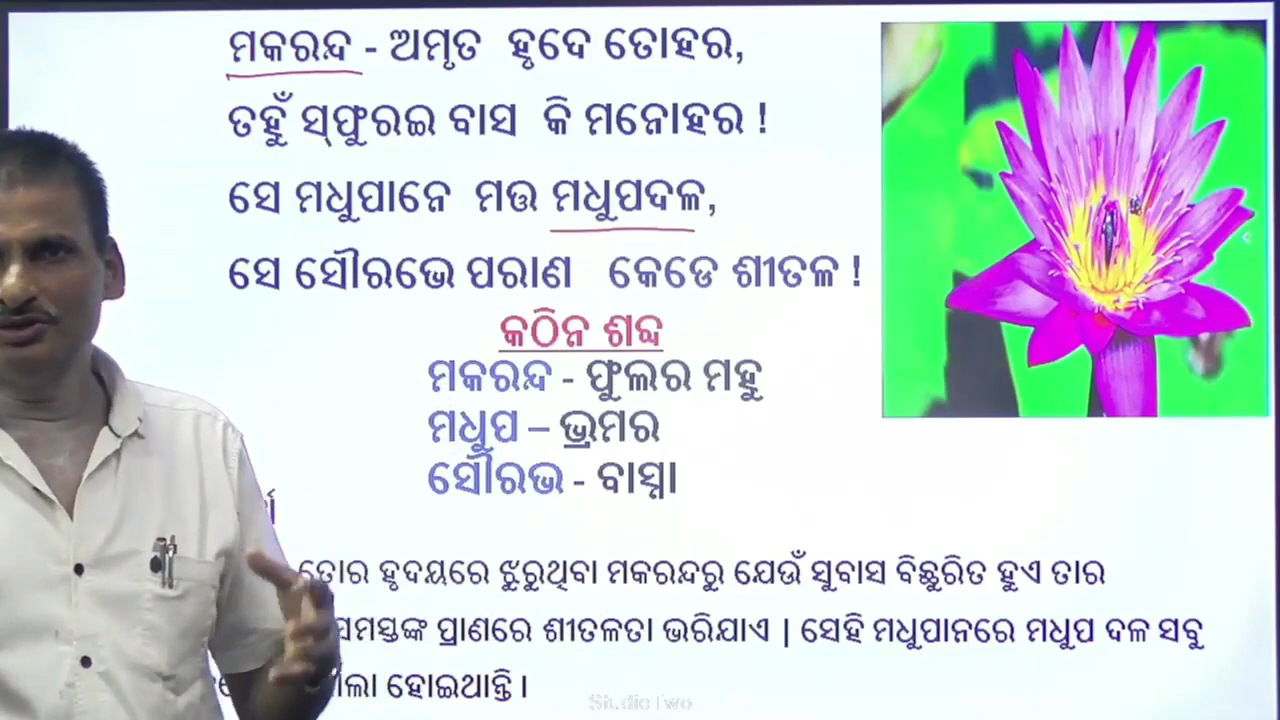 ମକରନ୍ଦ - ଅମୃତ ହୃଦେ ତୋହର,
ତହୁଁ ସ୍ଫୁରଇ ବାସ କି ମନୋହର !
ସେ ମଧୁପାନେ ମତ୍ତ ମଧୁପଦଳ,
ସେ ସୌରଭେ ପରାଣ କେଡେ ଶୀତଳ !
କଠିନ ଶବ୍ଦ
ମକରନ୍ଦ - ଫୁଲର ମହୁ
ମଧୁପ – ଭ୍ରମର
ସୌରଭ - ବାସ୍ନା
ତୋର ହୃଦୟରେ ଝୁରୁଥିବା ମକରନ୍ଦରୁ ଯେଉଁ ସୁବାସ ବିଚ୍ଛୁରିତ ହୁଏ ତାର
ସମସ୍ତଙ୍କ ପ୍ରାଣରେ ଶୀତଳତା ଭରିଯାଏ | ସେହି ମଧୁପାନରେ ମଧୁପ ଦଳ ସବୁ
ହୋଇଥାନ୍ତି ।